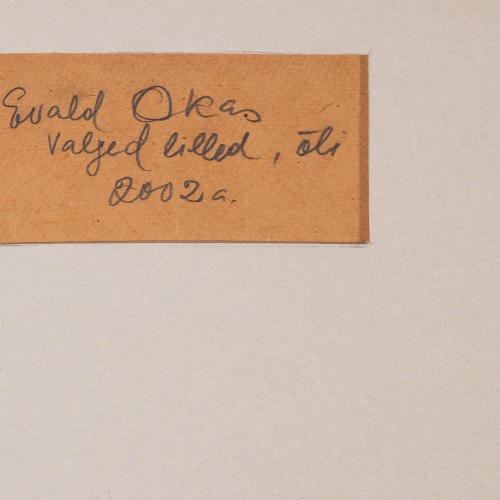 Evald Okas
Valged lilled, õli
2002a.